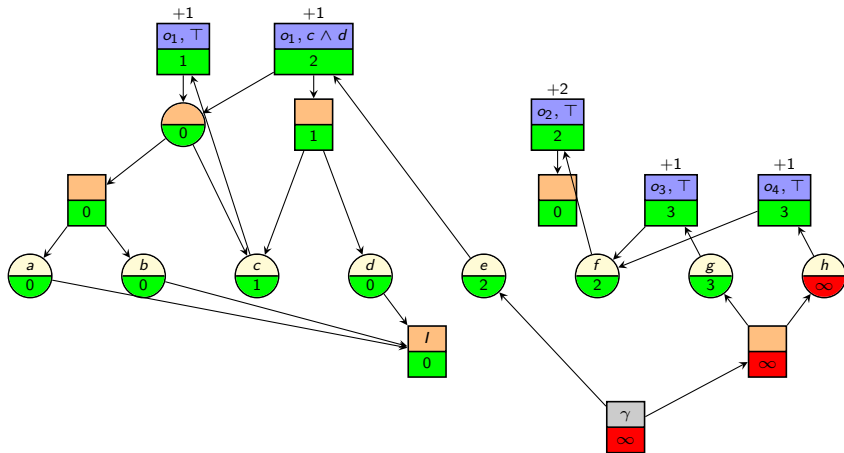 +1 +1
o₁, ⊤ o₁, c ∧ d
1 2
+2
o₂, ⊤
0 1 2
+1 +1
o₃, ⊤ o₄, ⊤
0 0 3 3
a b c d e f g h
0 0 1 0 2 2 3 ∞
I
0 ∞
γ
∞